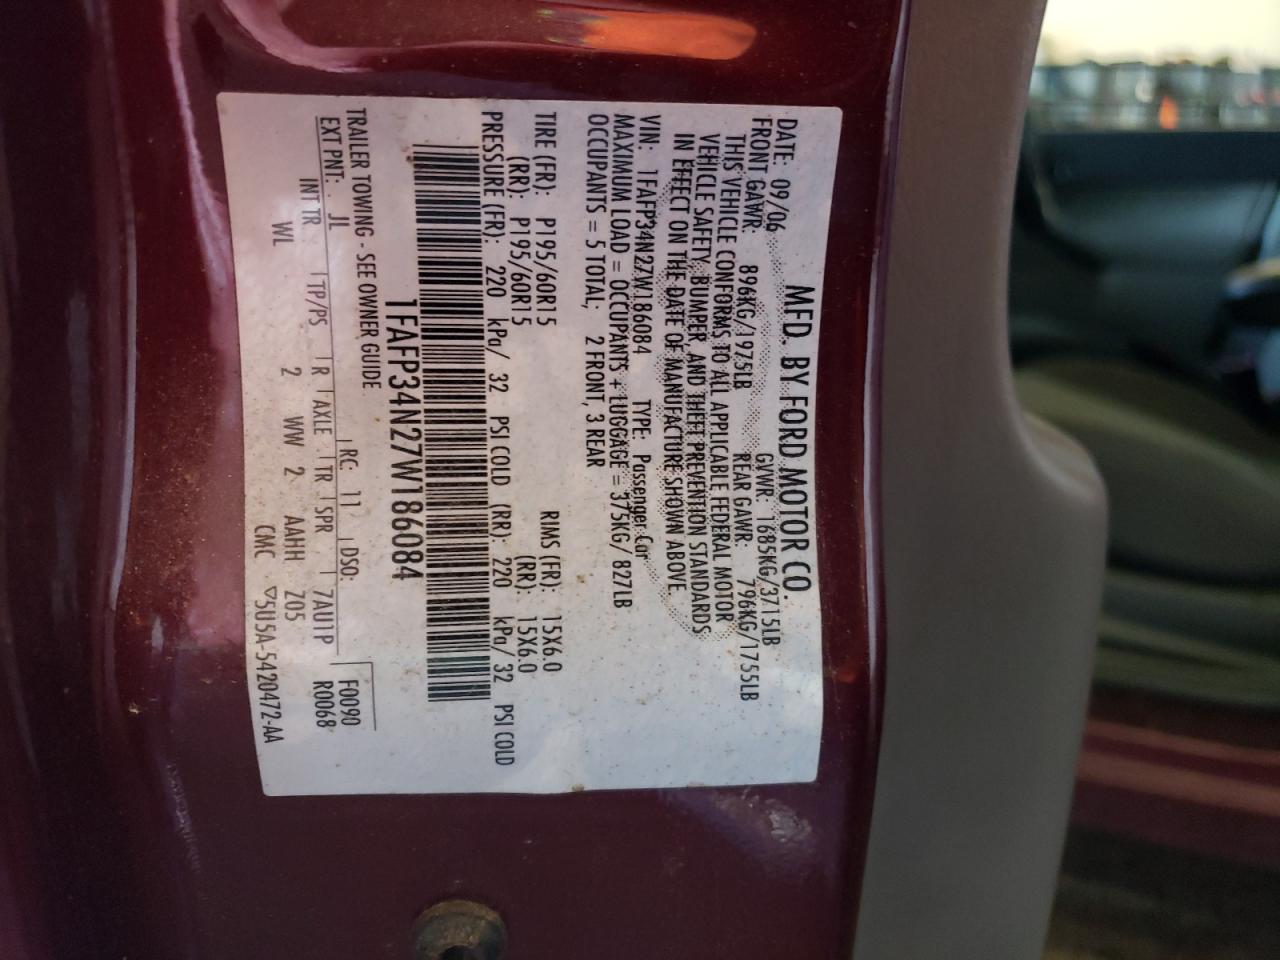 MFD. BY FORD MOTOR CO.
DATE: 09/06 GVWR: 1685KG/3715LB
FRONT GAWR: 896KG/1975LB REAR GAWR: 796KG/1755LB
THIS VEHICLE CONFORMS TO ALL APPLICABLE FEDERAL MOTOR
VEHICLE SAFETY, BUMPER, AND THEFT PREVENTION STANDARDS
IN EFFECT ON THE DATE OF MANUFACTURE SHOWN ABOVE.
VIN: 1FAFP34N27W186084 TYPE: Passenger Car
MAXIMUM LOAD = OCCUPANTS + LUGGAGE = 375KG/ 827LB
OCCUPANTS = 5 TOTAL; 2 FRONT, 3 REAR
TIRE (FR): P195/60R15 RIMS (FR): 15X6.0
(RR): P195/60R15 (RR): 15X6.0
PRESSURE (FR): 220 kPa/ 32 PSI COLD (RR): 220 kPa/ 32 PSI COLD
1FAFP34N27W186084
TRAILER TOWING - SEE OWNER GUIDE
EXT PNT: JL RC: 11 DSO: F0090
INT TR TP/PS R AXLE TR SPR 7AU1P R0068
WL 2 2 WW 2 AAHH Z05
CMC ▽5U5A-5420472-AA